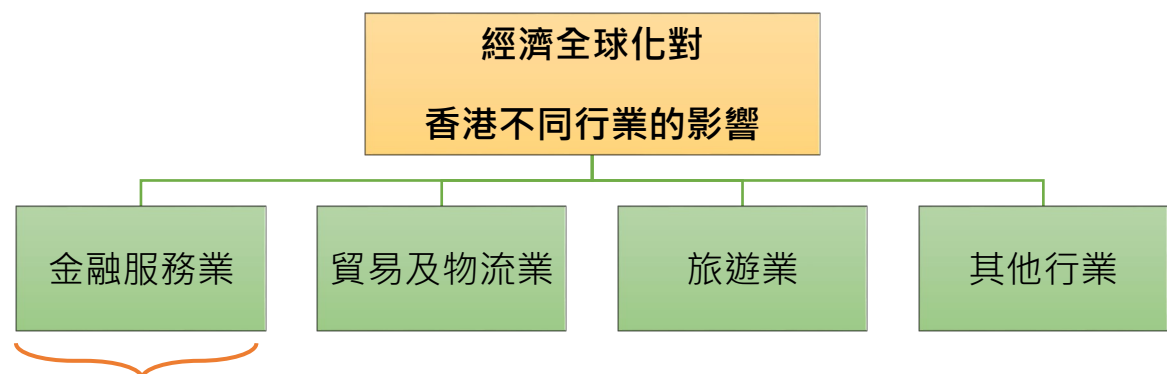 經濟全球化對
香港不同行業的影響
金融服務業
貿易及物流業
旅遊業
其他行業